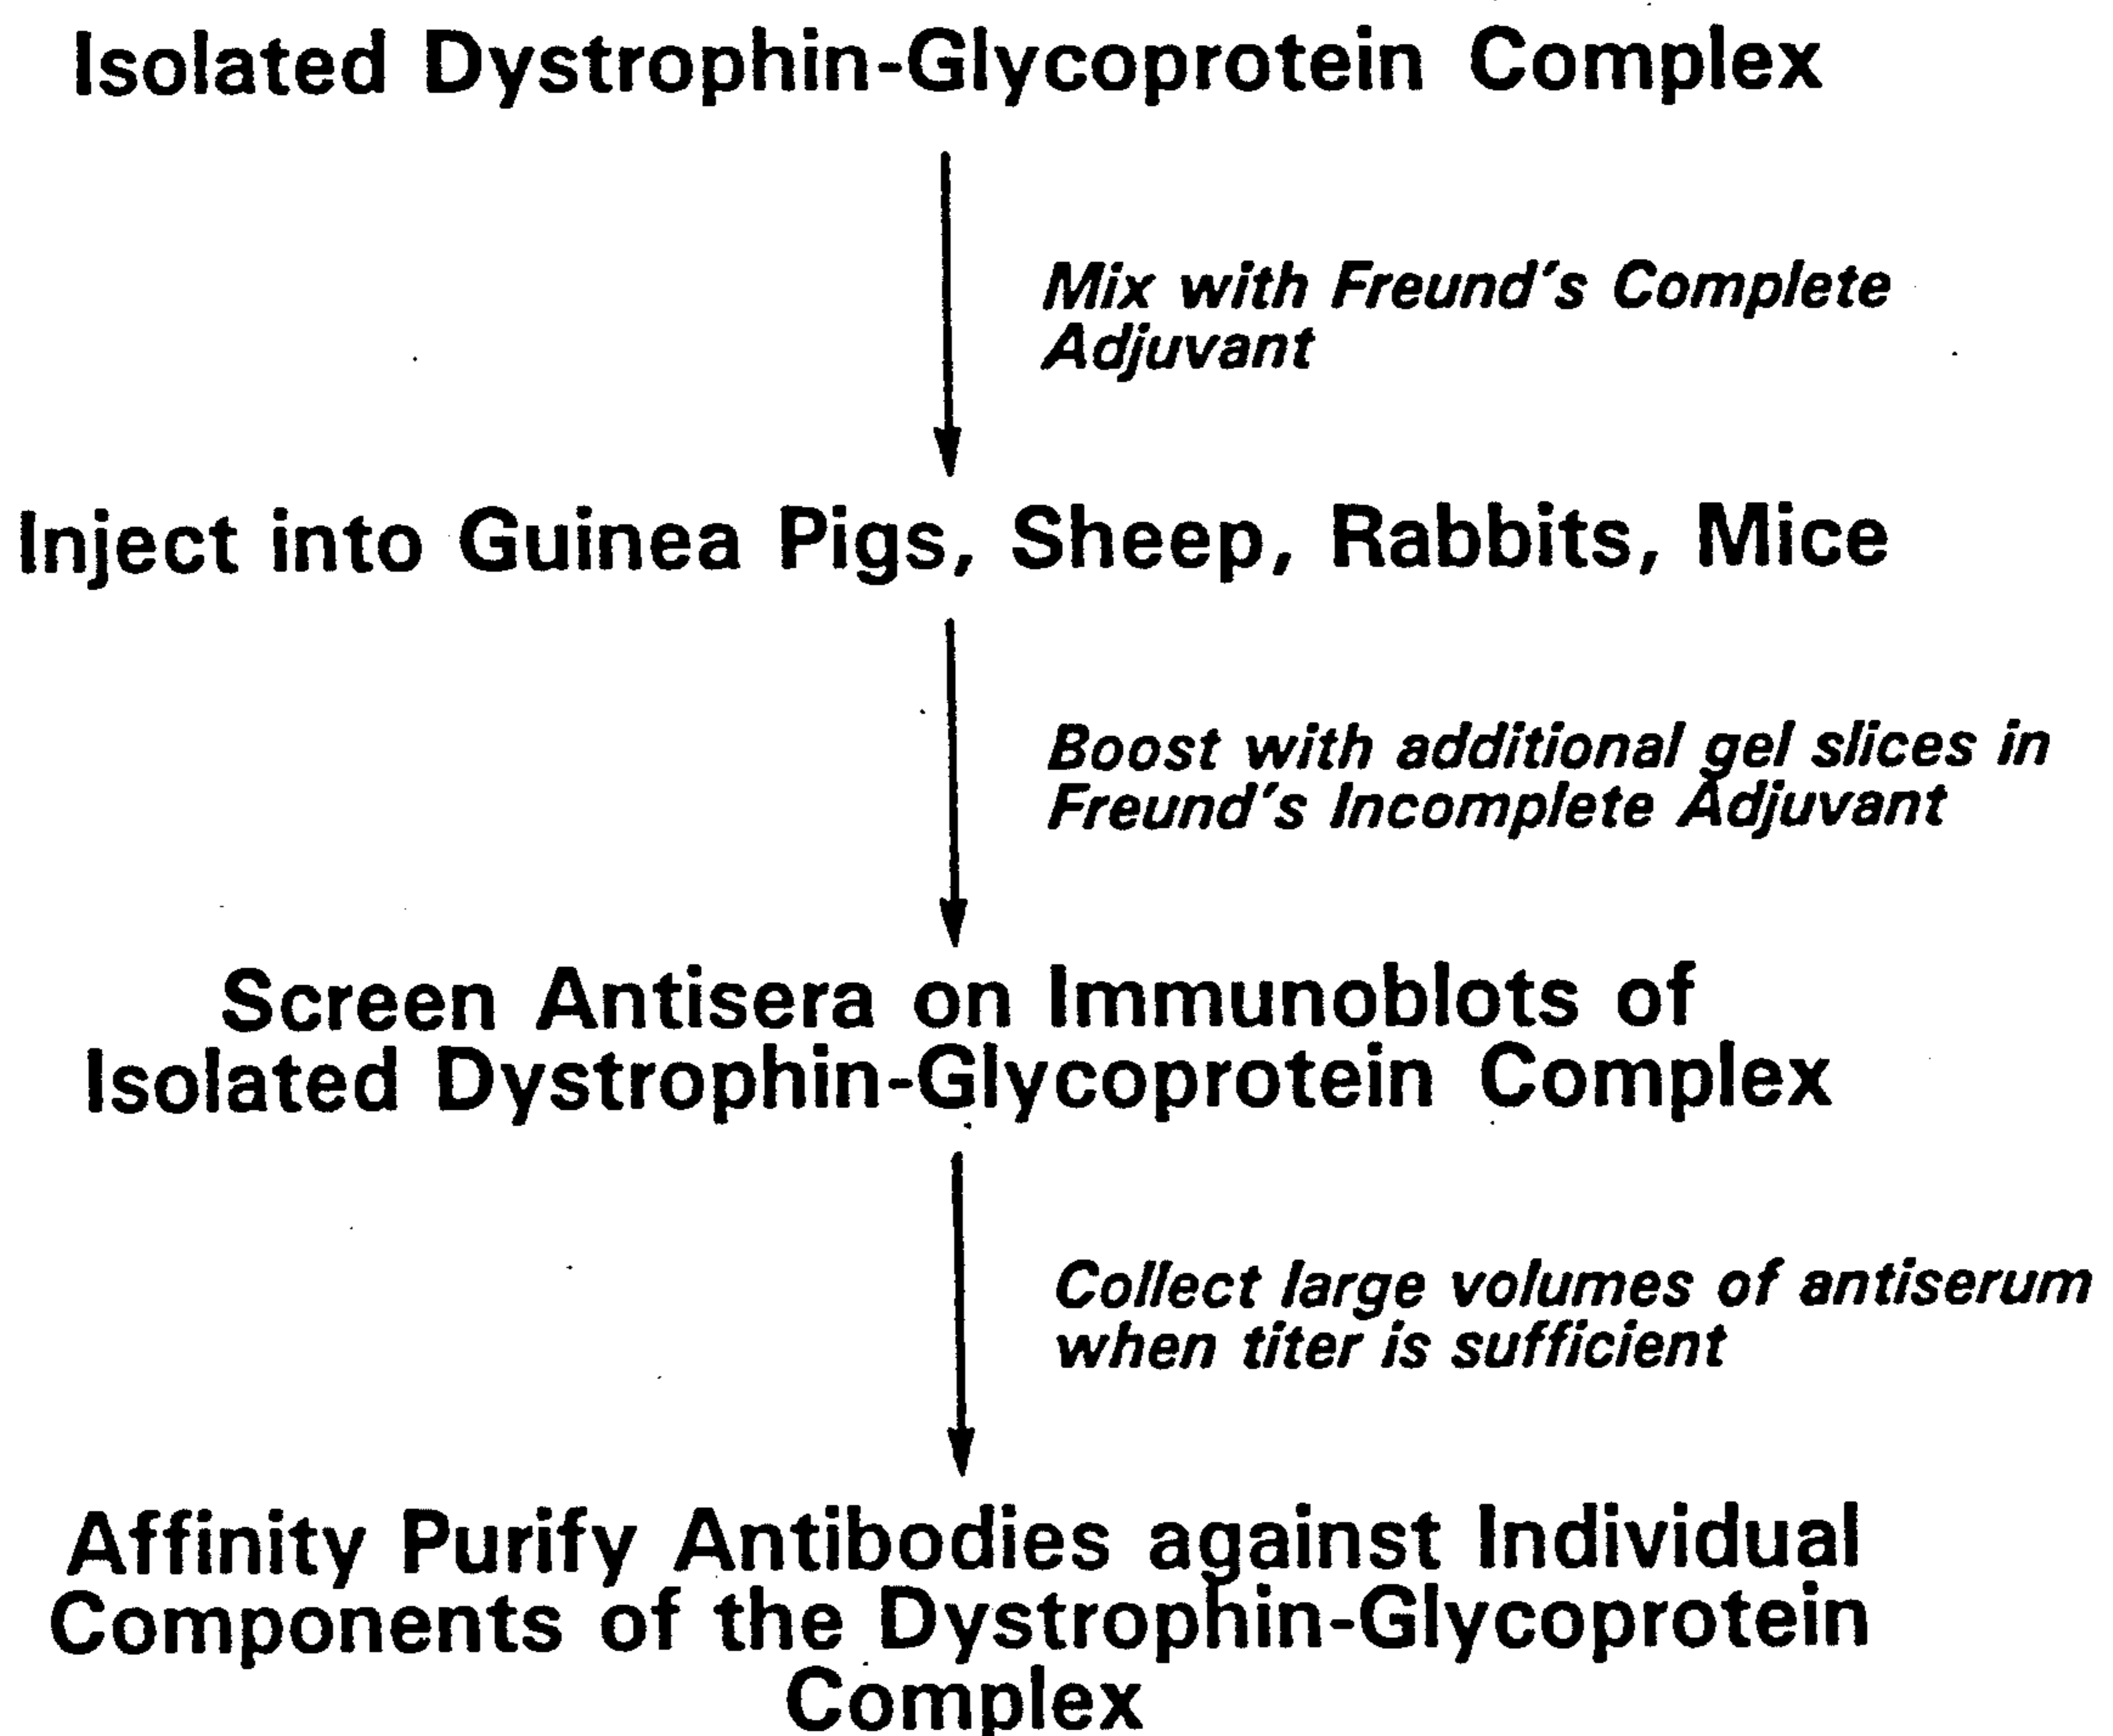 Isolated Dystrophin-Glycoprotein Complex
Mix with Freund's Complete
Adjuvant
Inject into Guinea Pigs, Sheep, Rabbits, Mice
Boost with additional gel slices in
Freund's Incomplete Adjuvant
Screen Antisera on Immunoblots of
Isolated Dystrophin-Glycoprotein Complex
Collect large volumes of antiserum
when titer is sufficient
Affinity Purify Antibodies against Individual
Components of the Dystrophin-Glycoprotein
Complex